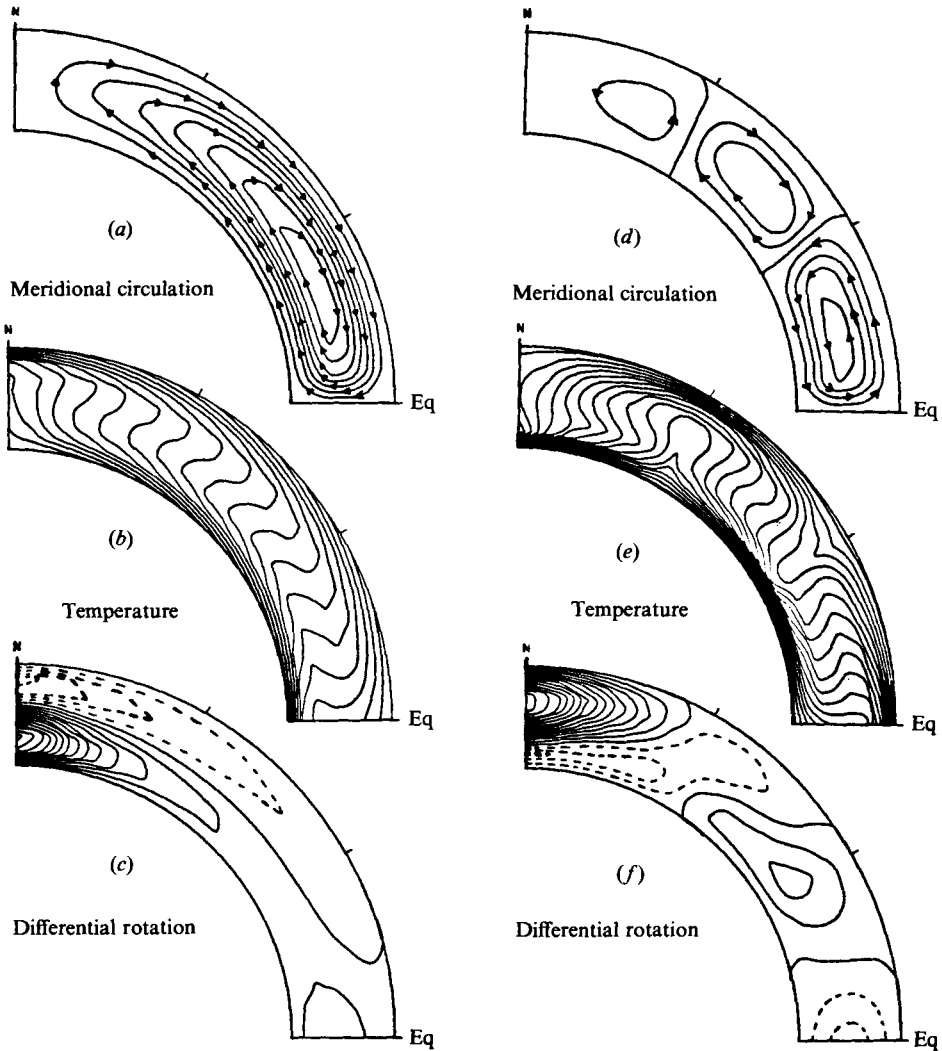 N
(a)
Meridional circulation
Eq
N
(b)
Temperature
Eq
N
(c)
Differential rotation
Eq
N
(d)
Meridional circulation
Eq
N
(e)
Temperature
Eq
N
(f)
Differential rotation
Eq